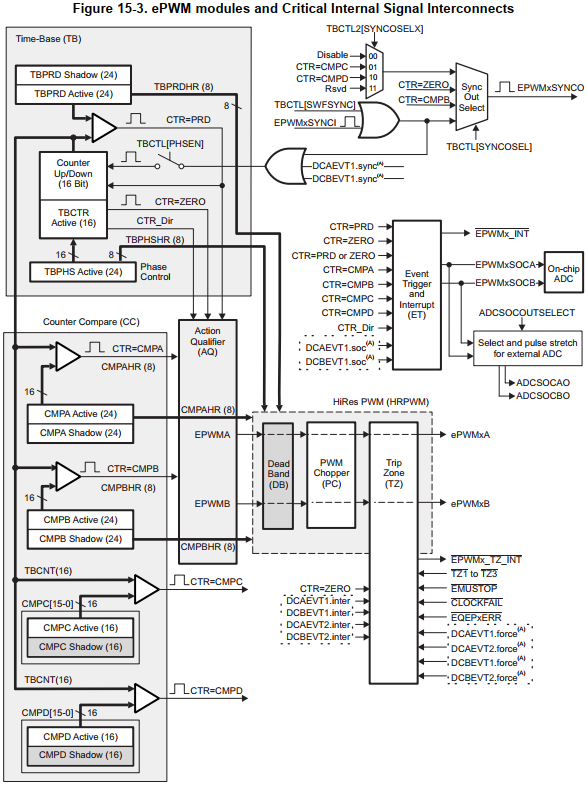 Figure 15-3. ePWM modules and Critical Internal Signal Interconnects
Time-Base (TB)
TBPRD Shadow (24)
TBPRD Active (24)
TBPRDHR (8)
8
CTR=PRD
TBCTL[PHSEN]
Counter
Up/Down
(16 Bit)
CTR=ZERO
TBCTR
Active (16)
CTR_Dir
TBPHSHR (8)
16
8
TBPHS Active (24)
Phase
Control
TBCTL2[SYNCOSELX]
Disable
CTR=CMPC
CTR=CMPD
Rsvd
00
01
10
11
TBCTL[SWFSYNC]
EPWMxSYNCI
CTR=ZERO
CTR=CMPB
Sync
Out
Select
EPWMxSYNCO
TBCTL[SYNCOSEL]
DCAEVT1.sync(A)
DCBEVT1.sync(A)
CTR=PRD
CTR=ZERO
CTR=PRD or ZERO
CTR=CMPA
CTR=CMPB
CTR=CMPC
CTR=CMPD
CTR_Dir
DCAEVT1.soc(A)
DCBEVT1.soc(A)
Event
Trigger
and
Interrupt
(ET)
EPWMx_INT
EPWMxSOCA
EPWMxSOCB
On-chip
ADC
ADCSOCOUTSELECT
Select and pulse stretch
for external ADC
ADCSOCAO
ADCSOCBO
Counter Compare (CC)
CTR=CMPA
CMPAHR (8)
16
CMPA Active (24)
CMPA Shadow (24)
CTR=CMPB
CMPBHR (8)
16
CMPB Active (24)
CMPB Shadow (24)
TBCNT(16)
CTR=CMPC
CMPC[15-0]
16
CMPC Active (16)
CMPC Shadow (16)
TBCNT(16)
CTR=CMPD
CMPD[15-0]
16
CMPD Active (16)
CMPD Shadow (16)
Action
Qualifier
(AQ)
EPWMA
EPWMB
CMPAHR (8)
CMPBHR (8)
HiRes PWM (HRPWM)
Dead
Band
(DB)
PWM
Chopper
(PC)
Trip
Zone
(TZ)
ePWMxA
ePWMxB
EPWMx_TZ_INT
TZ1 to TZ3
EMUSTOP
CLOCKFAIL
EQEPxERR
DCAEVT1.force(A)
DCAEVT2.force(A)
DCBEVT1.force(A)
DCBEVT2.force(A)
CTR=ZERO
DCAEVT1.inter
DCBEVT1.inter
DCAEVT2.inter
DCBEVT2.inter